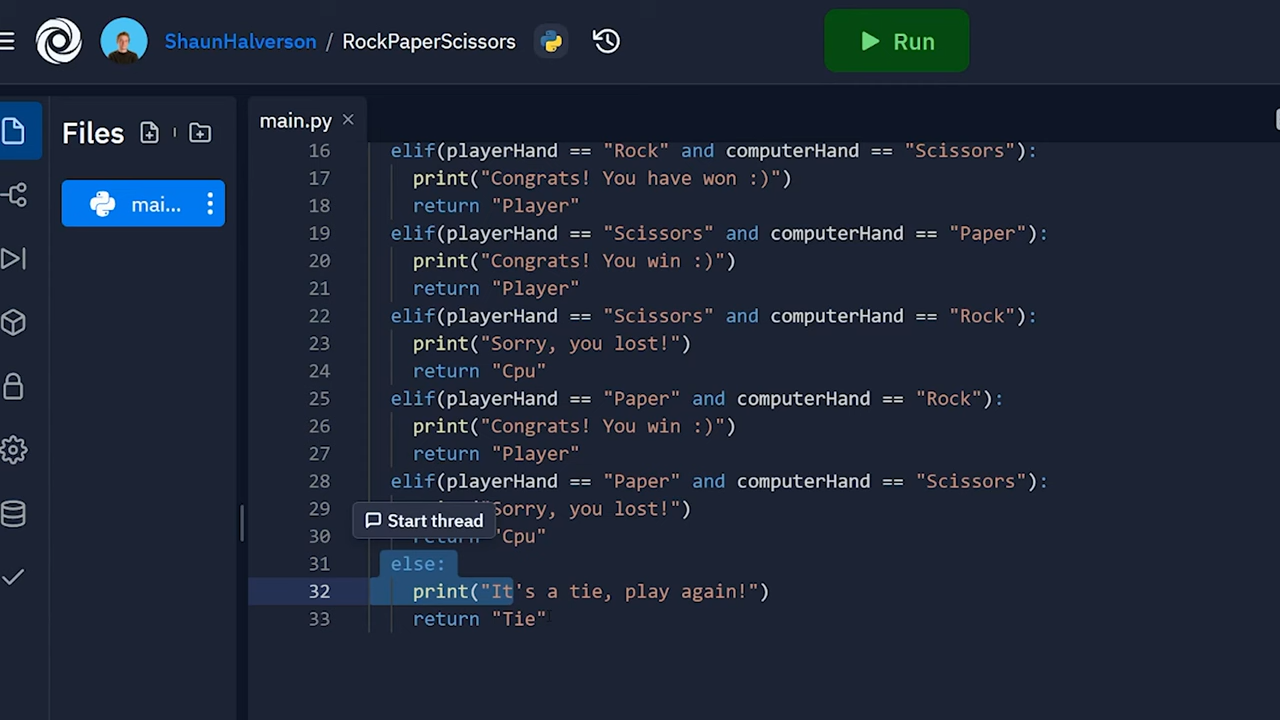 ShaunHalverson / RockPaperScissors
Run
Files
main.py
mai...
16 elif(playerHand == "Rock" and computerHand == "Scissors"):
17 print("Congrats! You have won :)")
18 return "Player"
19 elif(playerHand == "Scissors" and computerHand == "Paper"):
20 print("Congrats! You win :)")
21 return "Player"
22 elif(playerHand == "Scissors" and computerHand == "Rock"):
23 print("Sorry, you lost!")
24 return "Cpu"
25 elif(playerHand == "Paper" and computerHand == "Rock"):
26 print("Congrats! You win :)")
27 return "Player"
28 elif(playerHand == "Paper" and computerHand == "Scissors"):
29 Sorry, you lost!")
Start thread
30 return "Cpu"
31 else:
32 print("It's a tie, play again!")
33 return "Tie"